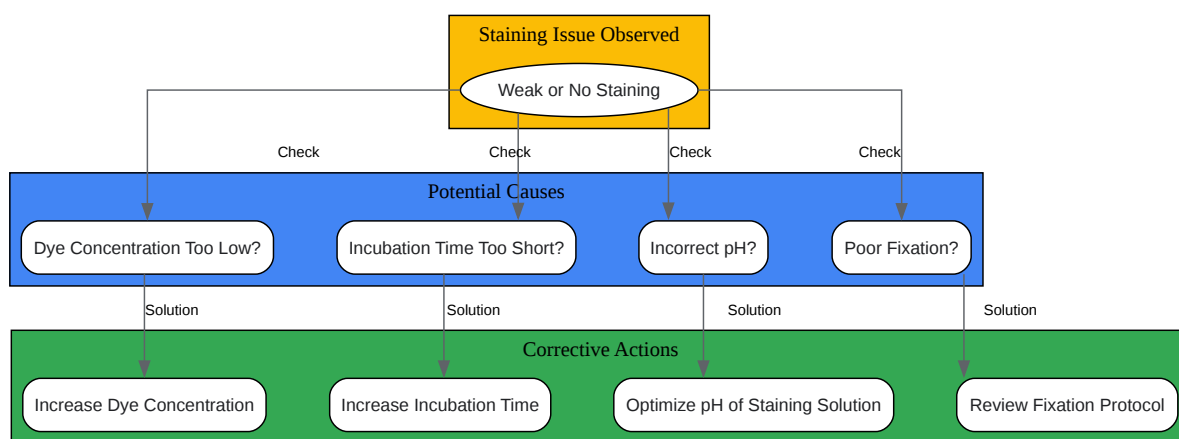 Staining Issue Observed
Weak or No Staining
Check
Check
Check
Check
Potential Causes
Dye Concentration Too Low?
Incubation Time Too Short?
Incorrect pH?
Poor Fixation?
Solution
Solution
Solution
Solution
Corrective Actions
Increase Dye Concentration
Increase Incubation Time
Optimize pH of Staining Solution
Review Fixation Protocol